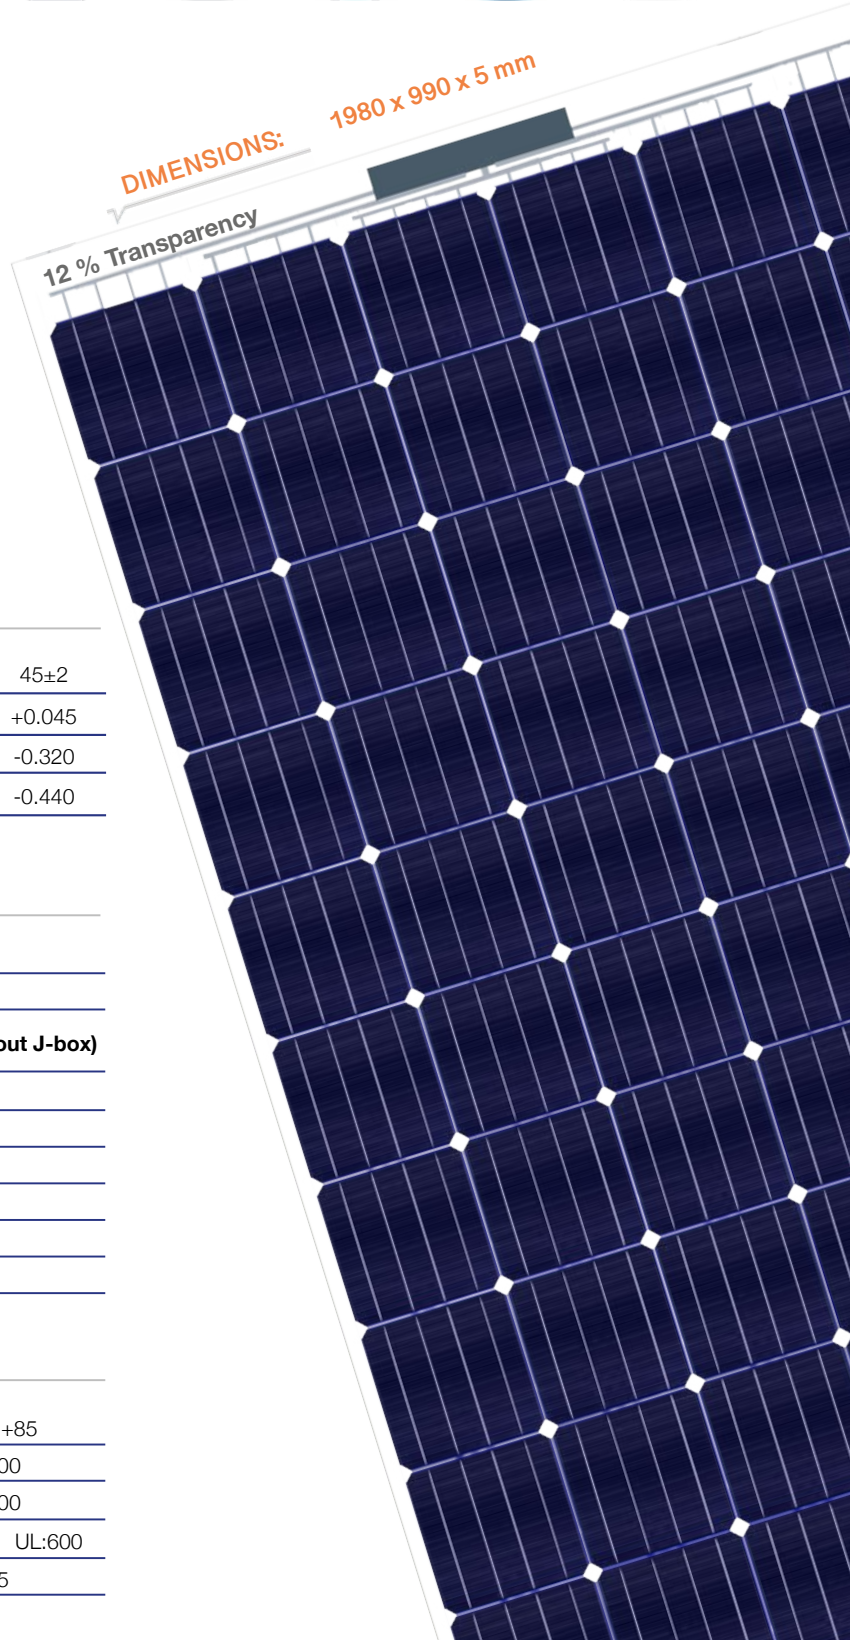 DIMENSIONS: 1980 x 990 x 5 mm
12 % Transparency
45±2
+0.045
-0.320
-0.440
out J-box)
+85
00
00
UL:600
5